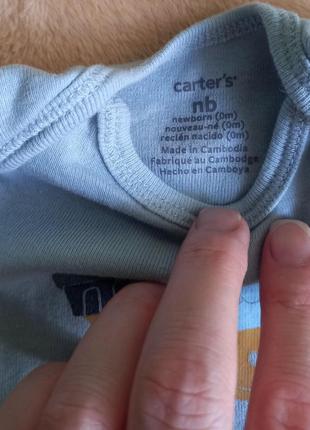 carter's®
nb
newborn (0m)
nouveau-né (0m)
recién nacido (0m)
Made in Cambodia
Fabriqué au Cambodge
Hecho en Camboya